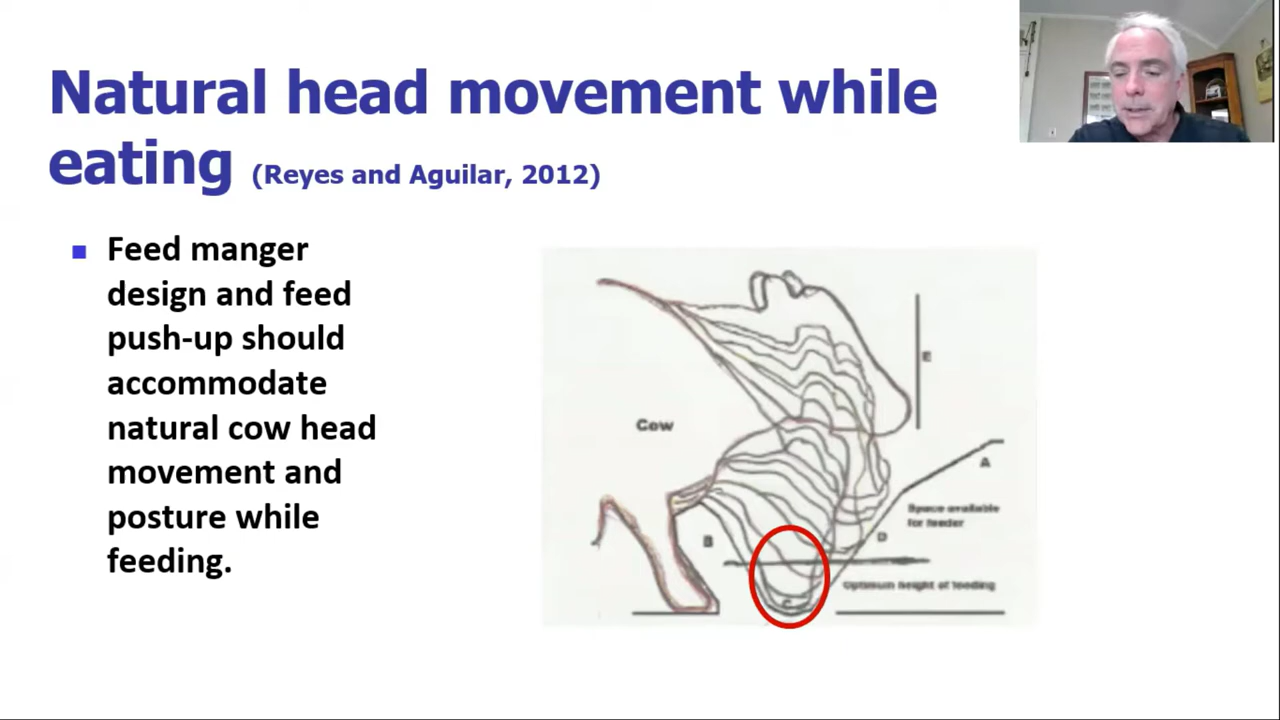 Natural head movement while
eating (Reyes and Aguilar, 2012)
Feed manger
design and feed
push-up should
accommodate
natural cow head
movement and
posture while
feeding.
E
Cow
A
Space available
for feeder
B
D
Optimum height of feeding
C